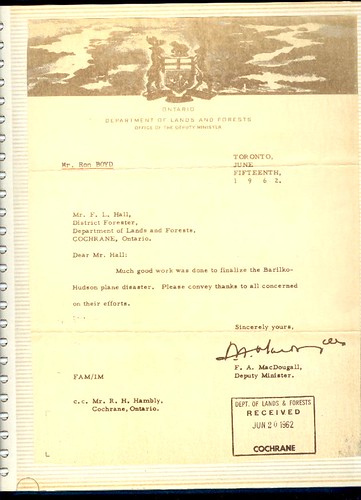 ONTARIO
DEPARTMENT OF LANDS AND FORESTS
OFFICE OF THE DEPUTY MINISTER
Mr. Ron BOYD
TORONTO,
JUNE
FIFTEENTH,
1 9 6 2.
Mr. F. L. Hall,
District Forester,
Department of Lands and Forests,
COCHRANE, Ontario.
Dear Mr. Hall:
Much good work was done to finalize the Barilko-
Hudson plane disaster. Please convey thanks to all concerned
on their efforts.
Sincerely yours,
F. A. MacDougall,
Deputy Minister.
FAM/IM
c.c. Mr. R. H. Hambly,
Cochrane, Ontario.
DEPT. OF LANDS & FORESTS
RECEIVED
JUN 20 1962
COCHRANE